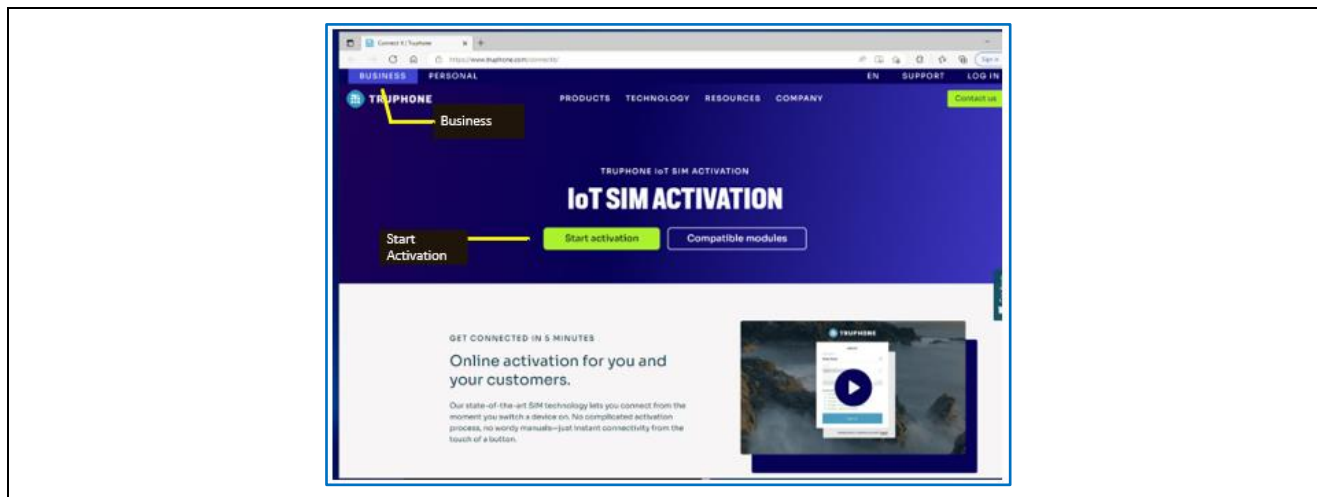 Connect It | Truphone
https://www.truphone.com/connectit/
BUSINESS PERSONAL EN SUPPORT LOG IN
TRUPHONE PRODUCTS TECHNOLOGY RESOURCES COMPANY Contact us
Business
TRUPHONE IoT SIM ACTIVATION
IoT SIM ACTIVATION
Start activation Compatible modules
Start
Activation
GET CONNECTED IN 5 MINUTES
Online activation for you and
your customers.
Our state-of-the-art SIM technology lets you connect from the
moment you switch a device on. No complicated activation
process, no wordy manuals—just instant connectivity from the
touch of a button.
TRUPHONE